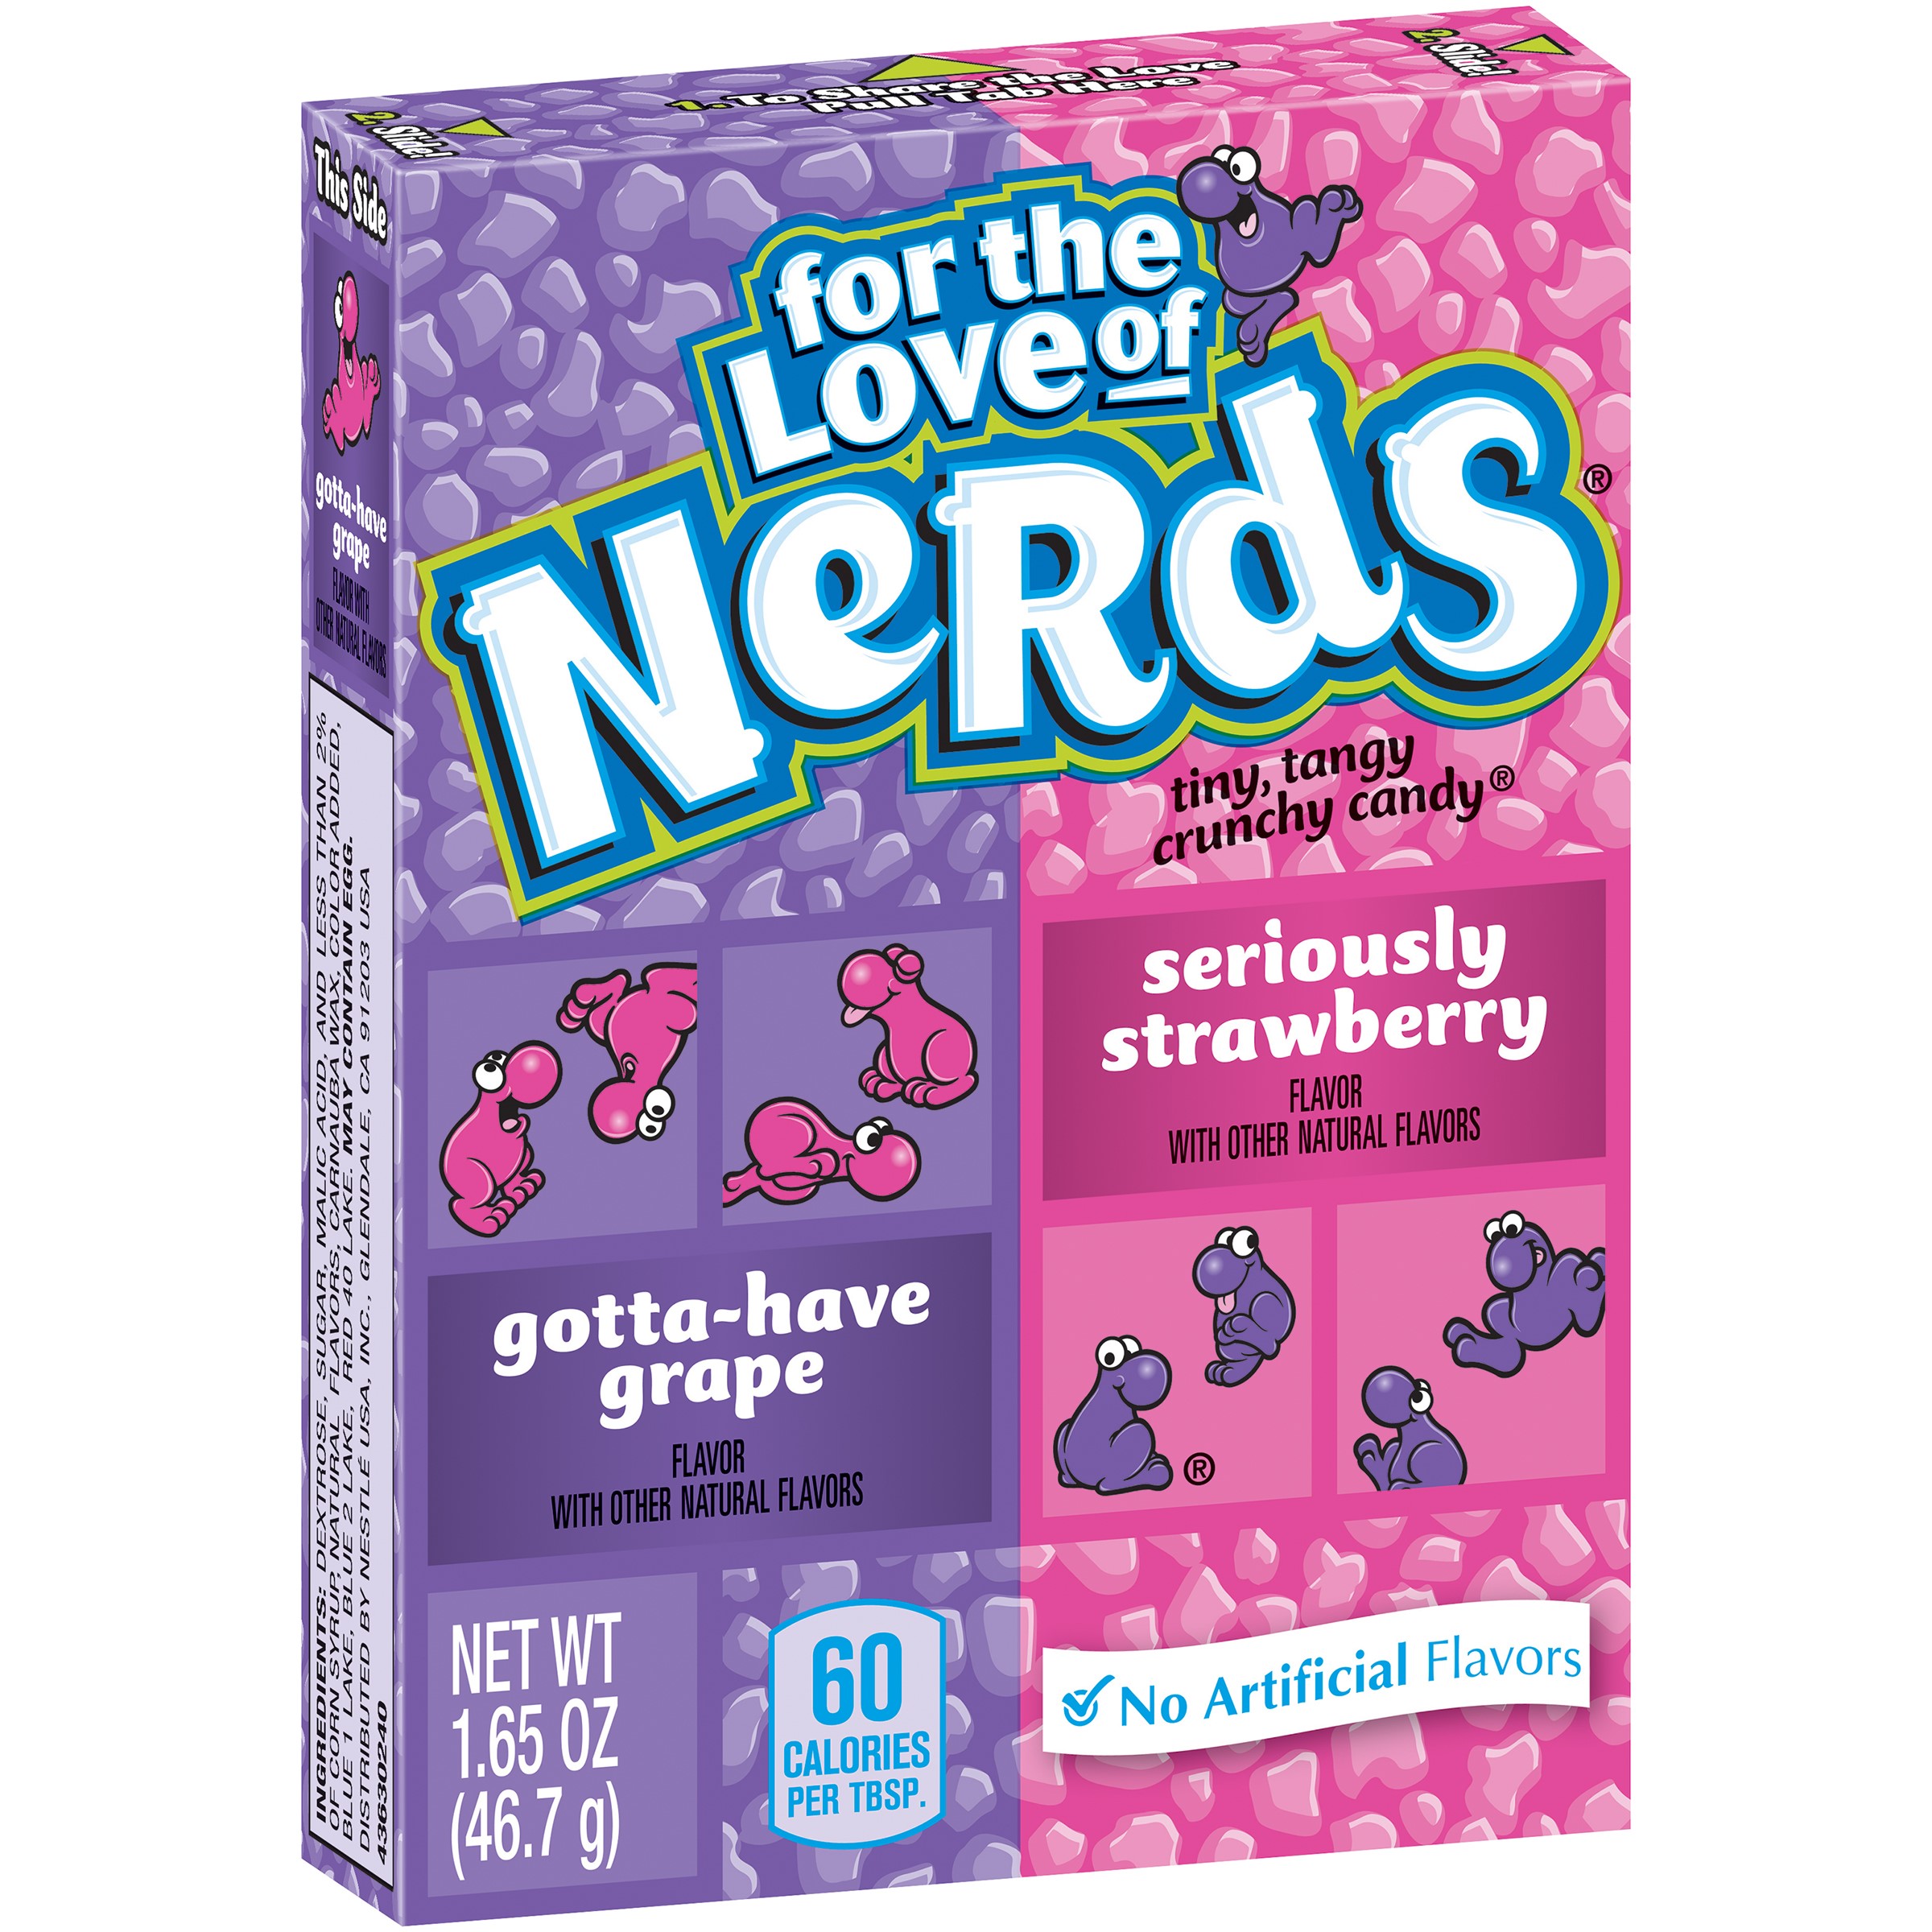 1. To Share the Love
Pull Tab Here
2. Slide!
2. Slide!
This Side
gotta-have
grape
FLAVOR WITH
OTHER NATURAL FLAVORS
INGREDIENTS: DEXTROSE, SUGAR, MALIC ACID, AND LESS THAN 2%
OF CORN SYRUP, NATURAL FLAVORS, CARNAUBA WAX, COLOR ADDED,
BLUE 1 LAKE, BLUE 2 LAKE, RED 40 LAKE. MAY CONTAIN EGG.
DISTRIBUTED BY NESTLÉ USA, INC., GLENDALE, CA 91203 USA
43630240
for the
Love of
NeRdS®
tiny, tangy
crunchy candy®
seriously
strawberry
FLAVOR
WITH OTHER NATURAL FLAVORS
gotta-have
grape
FLAVOR
WITH OTHER NATURAL FLAVORS
®
NET WT
1.65 OZ
(46.7 g)
60
CALORIES
PER TBSP.
No Artificial Flavors